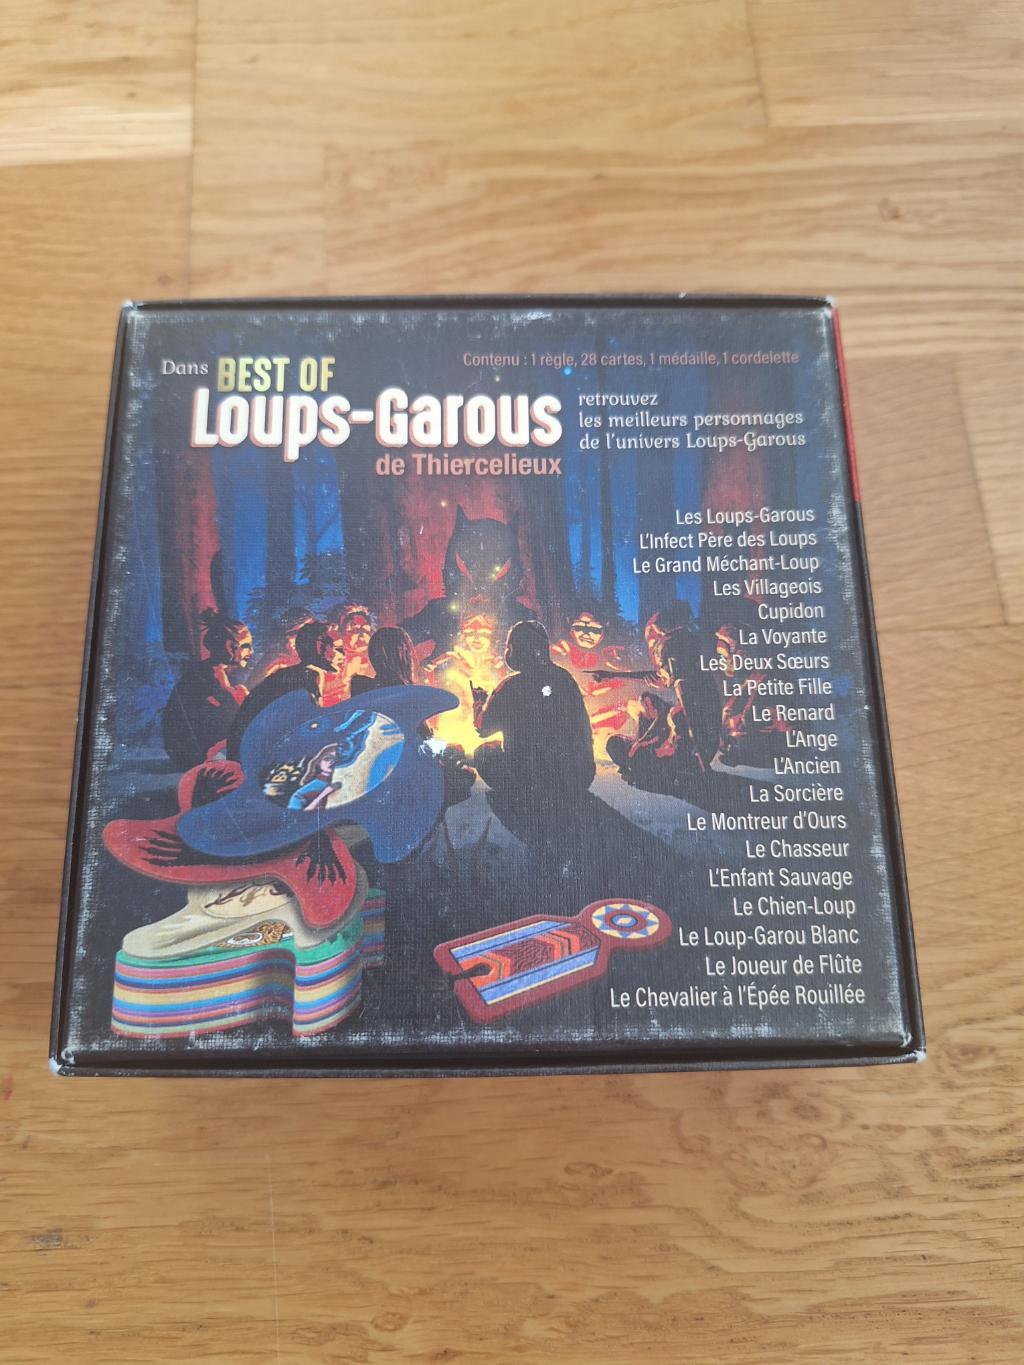 Dans BEST OF
Loups-Garous
de Thiercelieux
Contenu : 1 règle, 28 cartes, 1 médaille, 1 cordelette
retrouvez
les meilleurs personnages
de l'univers Loups-Garous
Les Loups-Garous
L'Infect Père des Loups
Le Grand Méchant-Loup
Les Villageois
Cupidon
La Voyante
Les Deux Sœurs
La Petite Fille
Le Renard
L'Ange
L'Ancien
La Sorcière
Le Montreur d'Ours
Le Chasseur
L'Enfant Sauvage
Le Chien-Loup
Le Loup-Garou Blanc
Le Joueur de Flûte
Le Chevalier à l'Épée Rouillée